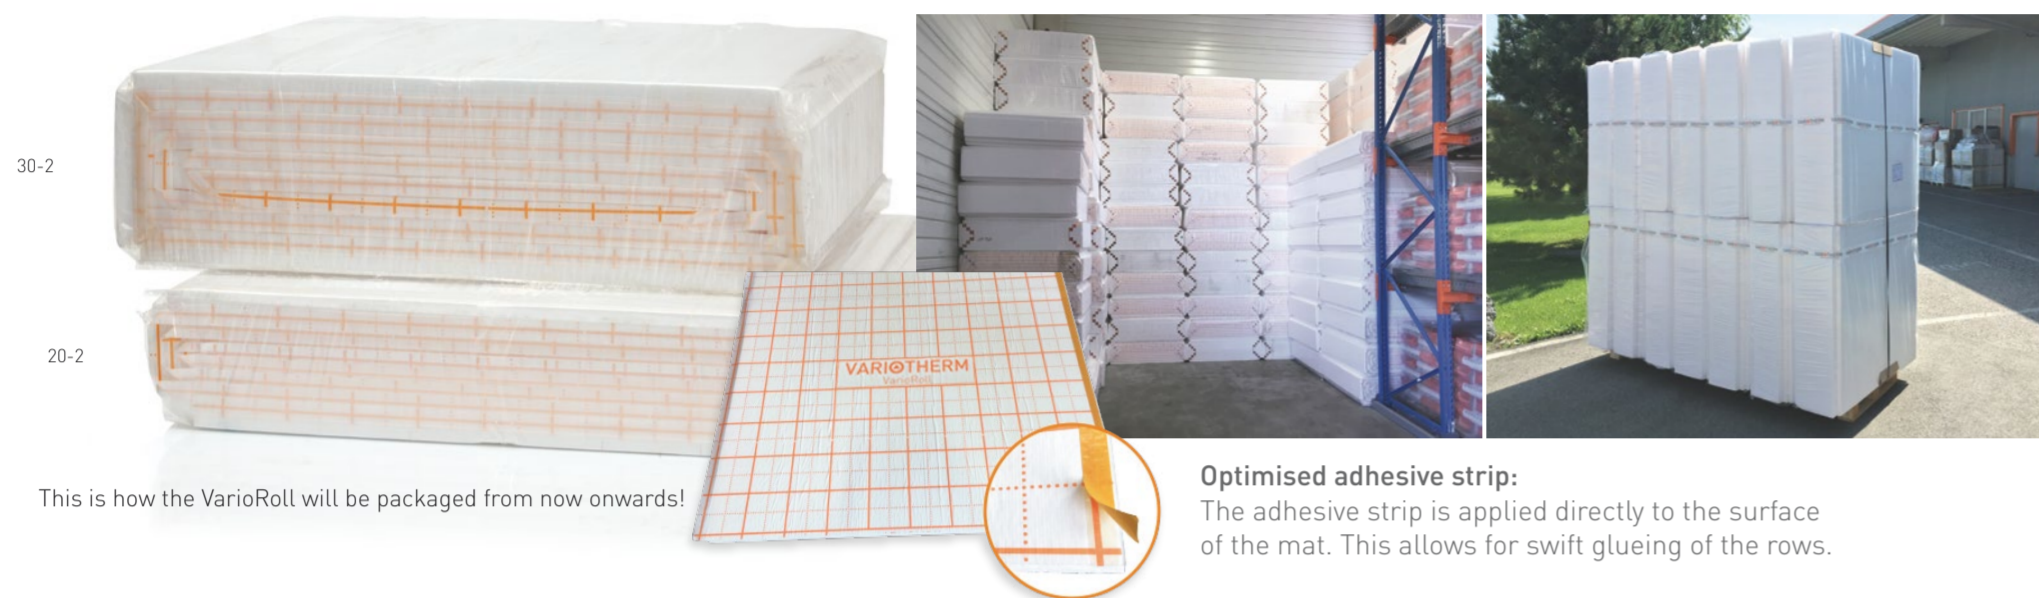 30-2
20-2
This is how the VarioRoll will be packaged from now onwards!
VARIOTHERM
VarioRoll
Optimised adhesive strip:
The adhesive strip is applied directly to the surface
of the mat. This allows for swift glueing of the rows.